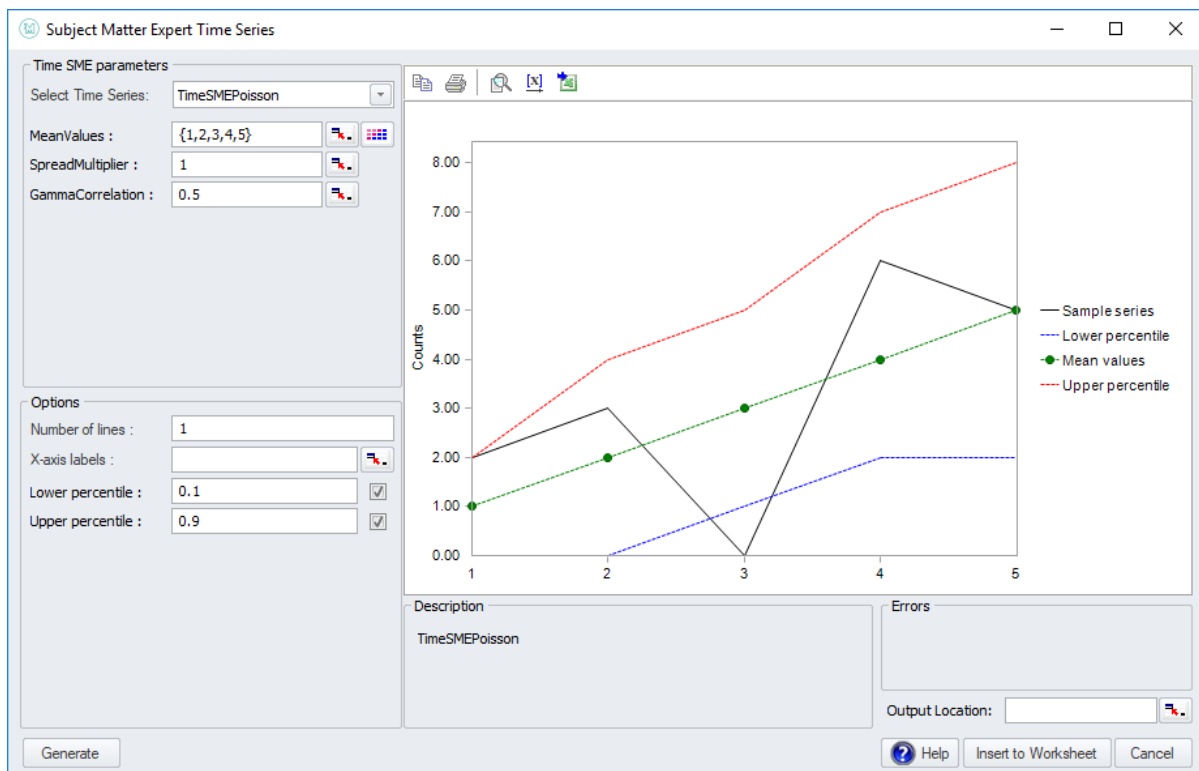 Subject Matter Expert Time Series
Time SME parameters
Select Time Series: TimeSMEPoisson
MeanValues : {1,2,3,4,5}
SpreadMultiplier : 1
GammaCorrelation : 0.5
Options
Number of lines : 1
X-axis labels :
Lower percentile : 0.1
Upper percentile : 0.9
Generate
[x]
8.00
7.00
6.00
5.00
4.00
3.00
2.00
1.00
0.00
Counts
1 2 3 4 5
Sample series
Lower percentile
Mean values
Upper percentile
Description
TimeSMEPoisson
Errors
Output Location:
? Help Insert to Worksheet Cancel